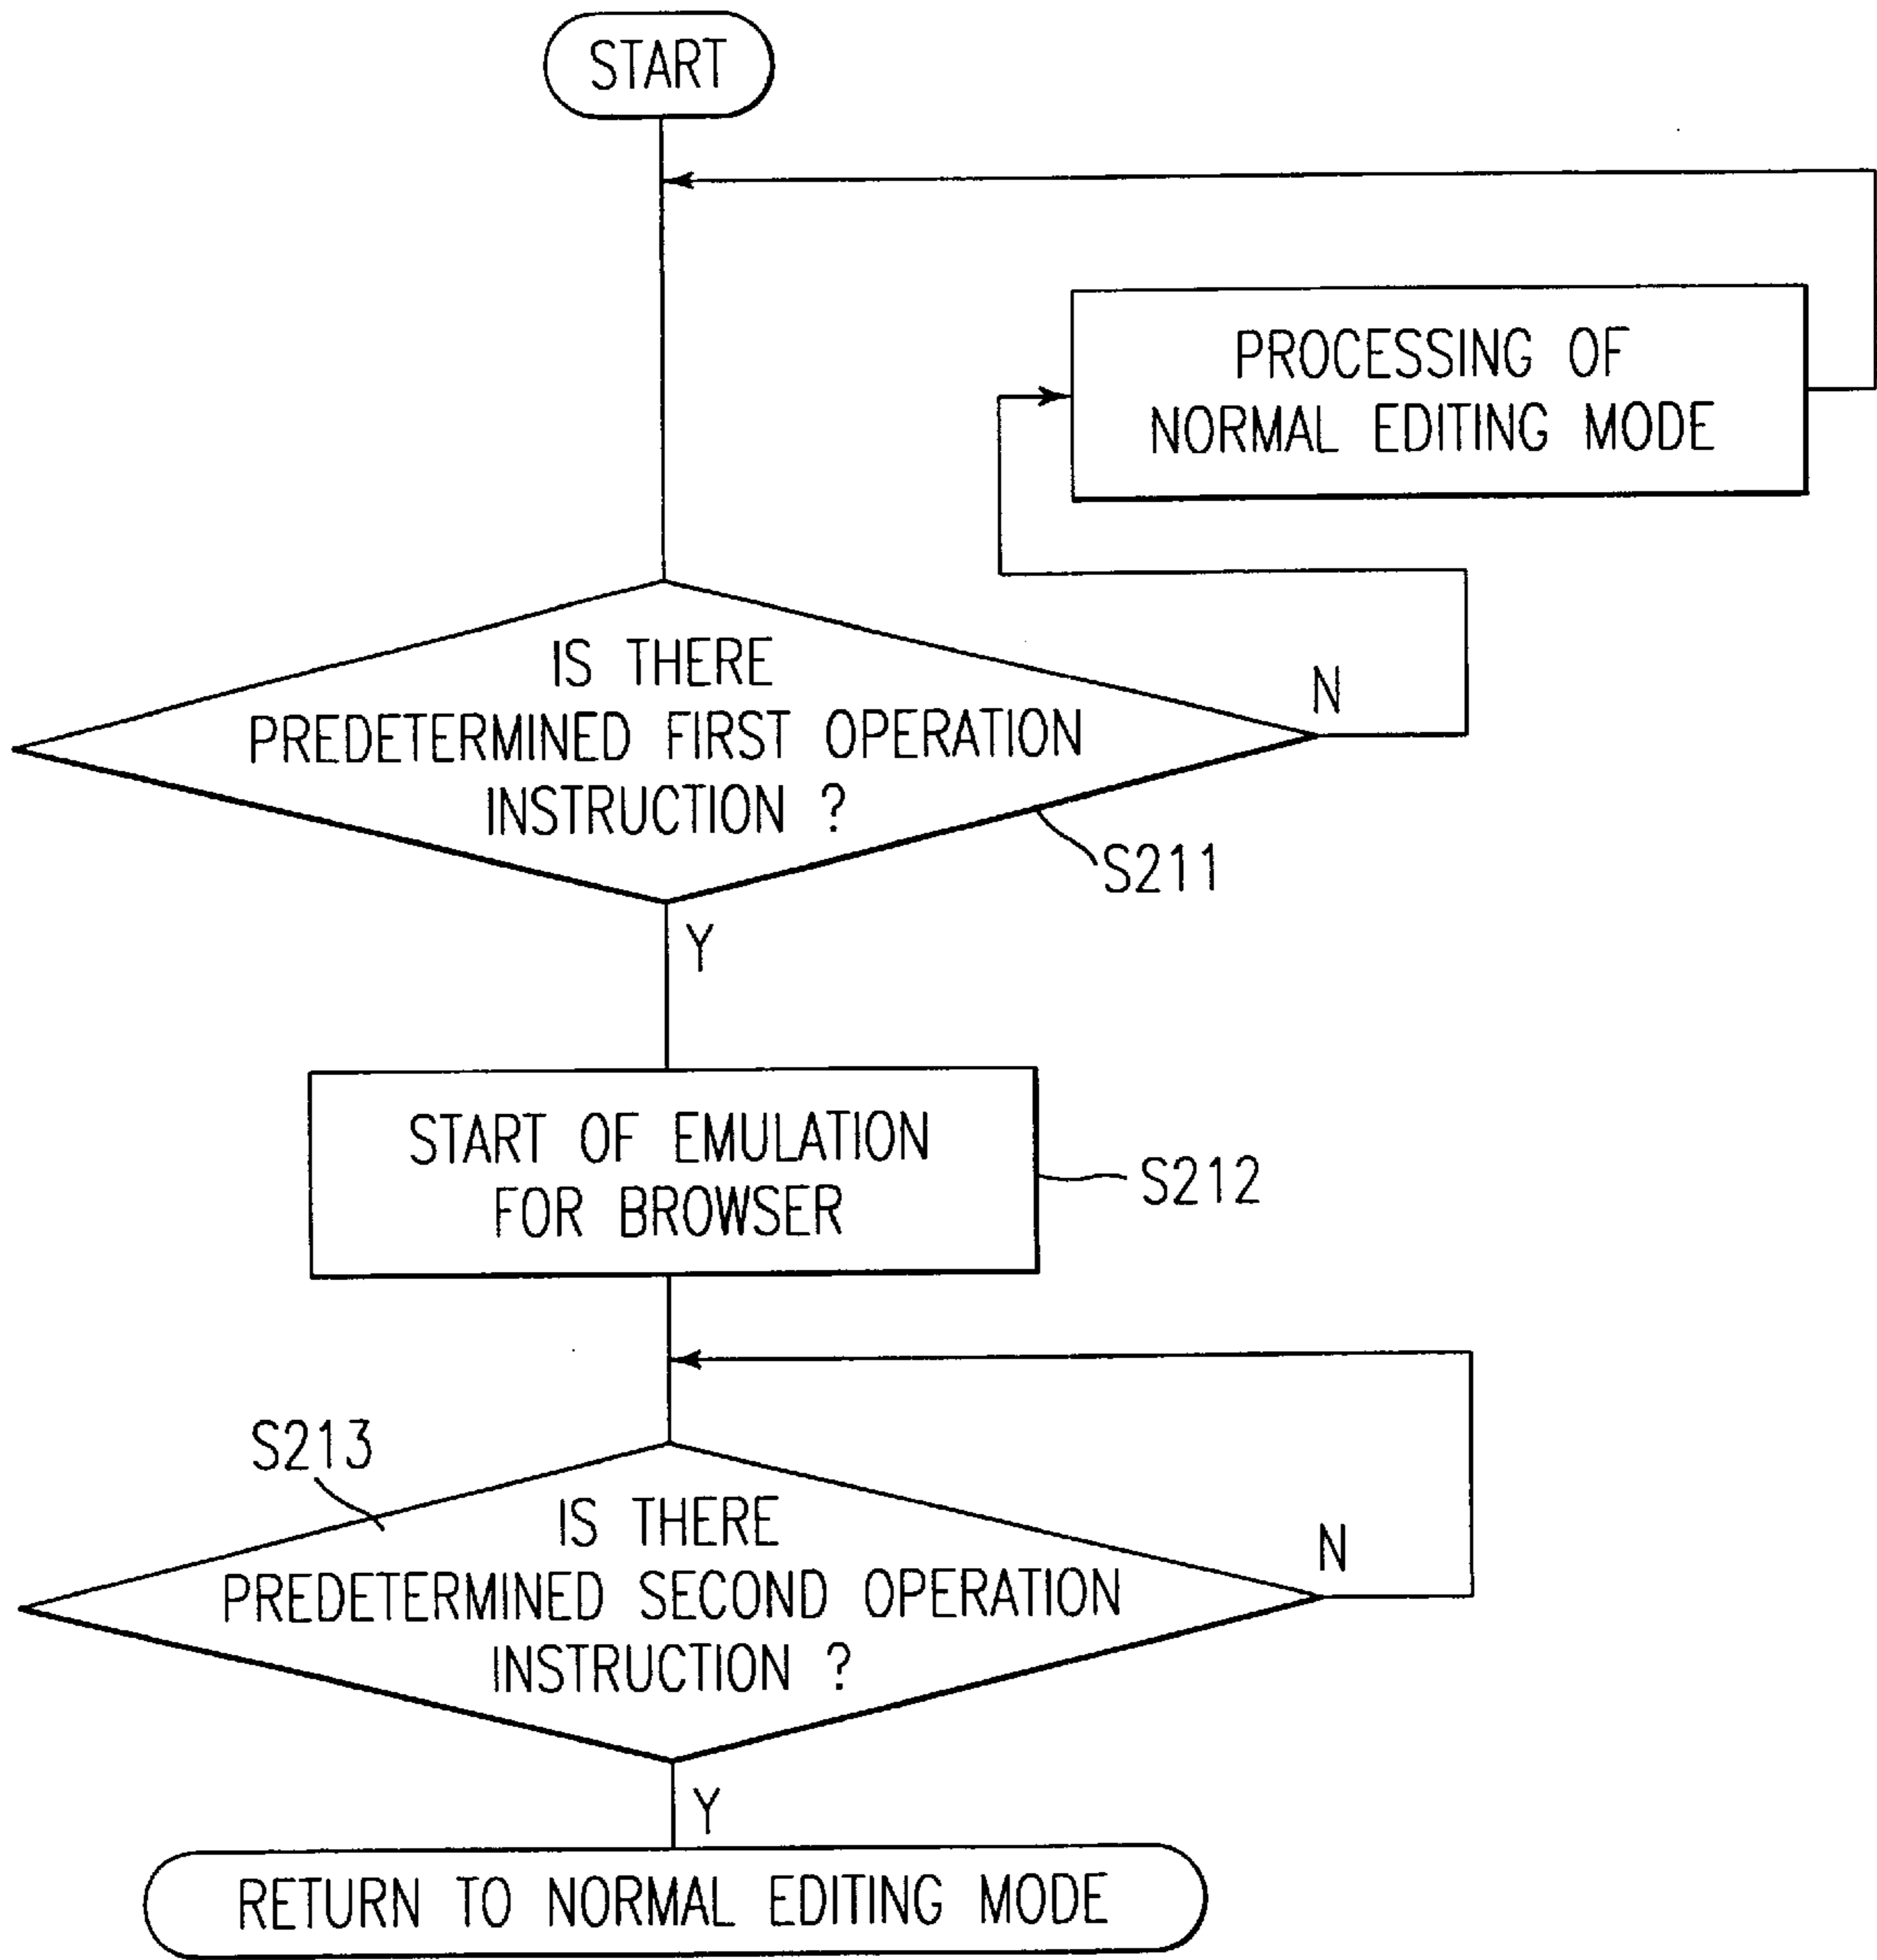 START
PROCESSING OF
NORMAL EDITING MODE
IS THERE
PREDETERMINED FIRST OPERATION
INSTRUCTION ?
N
S211
Y
START OF EMULATION
FOR BROWSER
S212
S213
IS THERE
PREDETERMINED SECOND OPERATION
INSTRUCTION ?
N
Y
RETURN TO NORMAL EDITING MODE